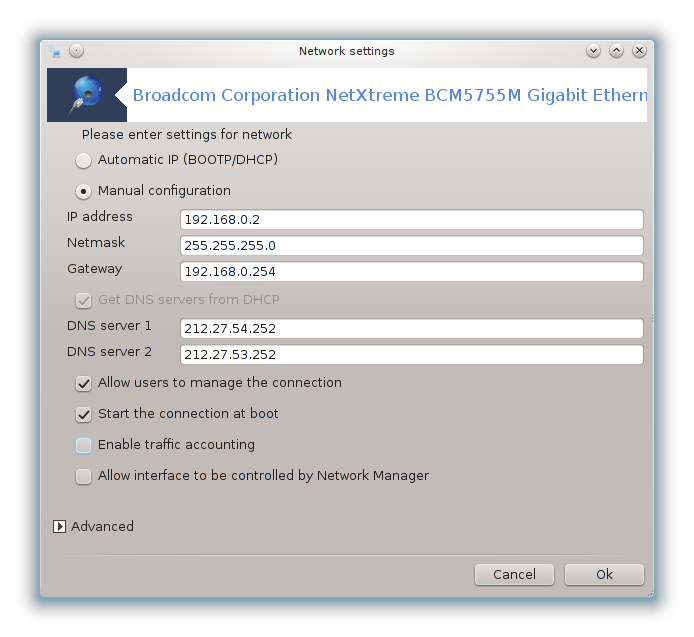 Network settings
Broadcom Corporation NetXtreme BCM5755M Gigabit Ethern
Please enter settings for network
Automatic IP (BOOTP/DHCP)
Manual configuration
IP address 192.168.0.2
Netmask 255.255.255.0
Gateway 192.168.0.254
Get DNS servers from DHCP
DNS server 1 212.27.54.252
DNS server 2 212.27.53.252
Allow users to manage the connection
Start the connection at boot
Enable traffic accounting
Allow interface to be controlled by Network Manager
Advanced
Cancel Ok